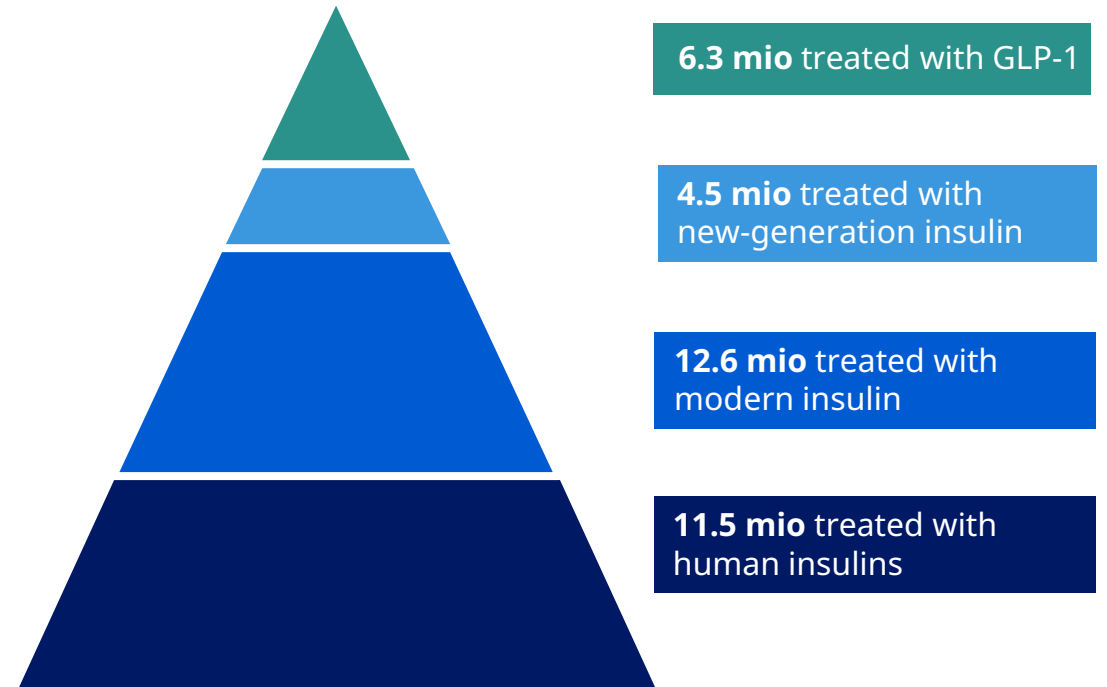 6.3 mio treated with GLP-1
4.5 mio treated with
new-generation insulin
12.6 mio treated with
modern insulin
11.5 mio treated with
human insulins